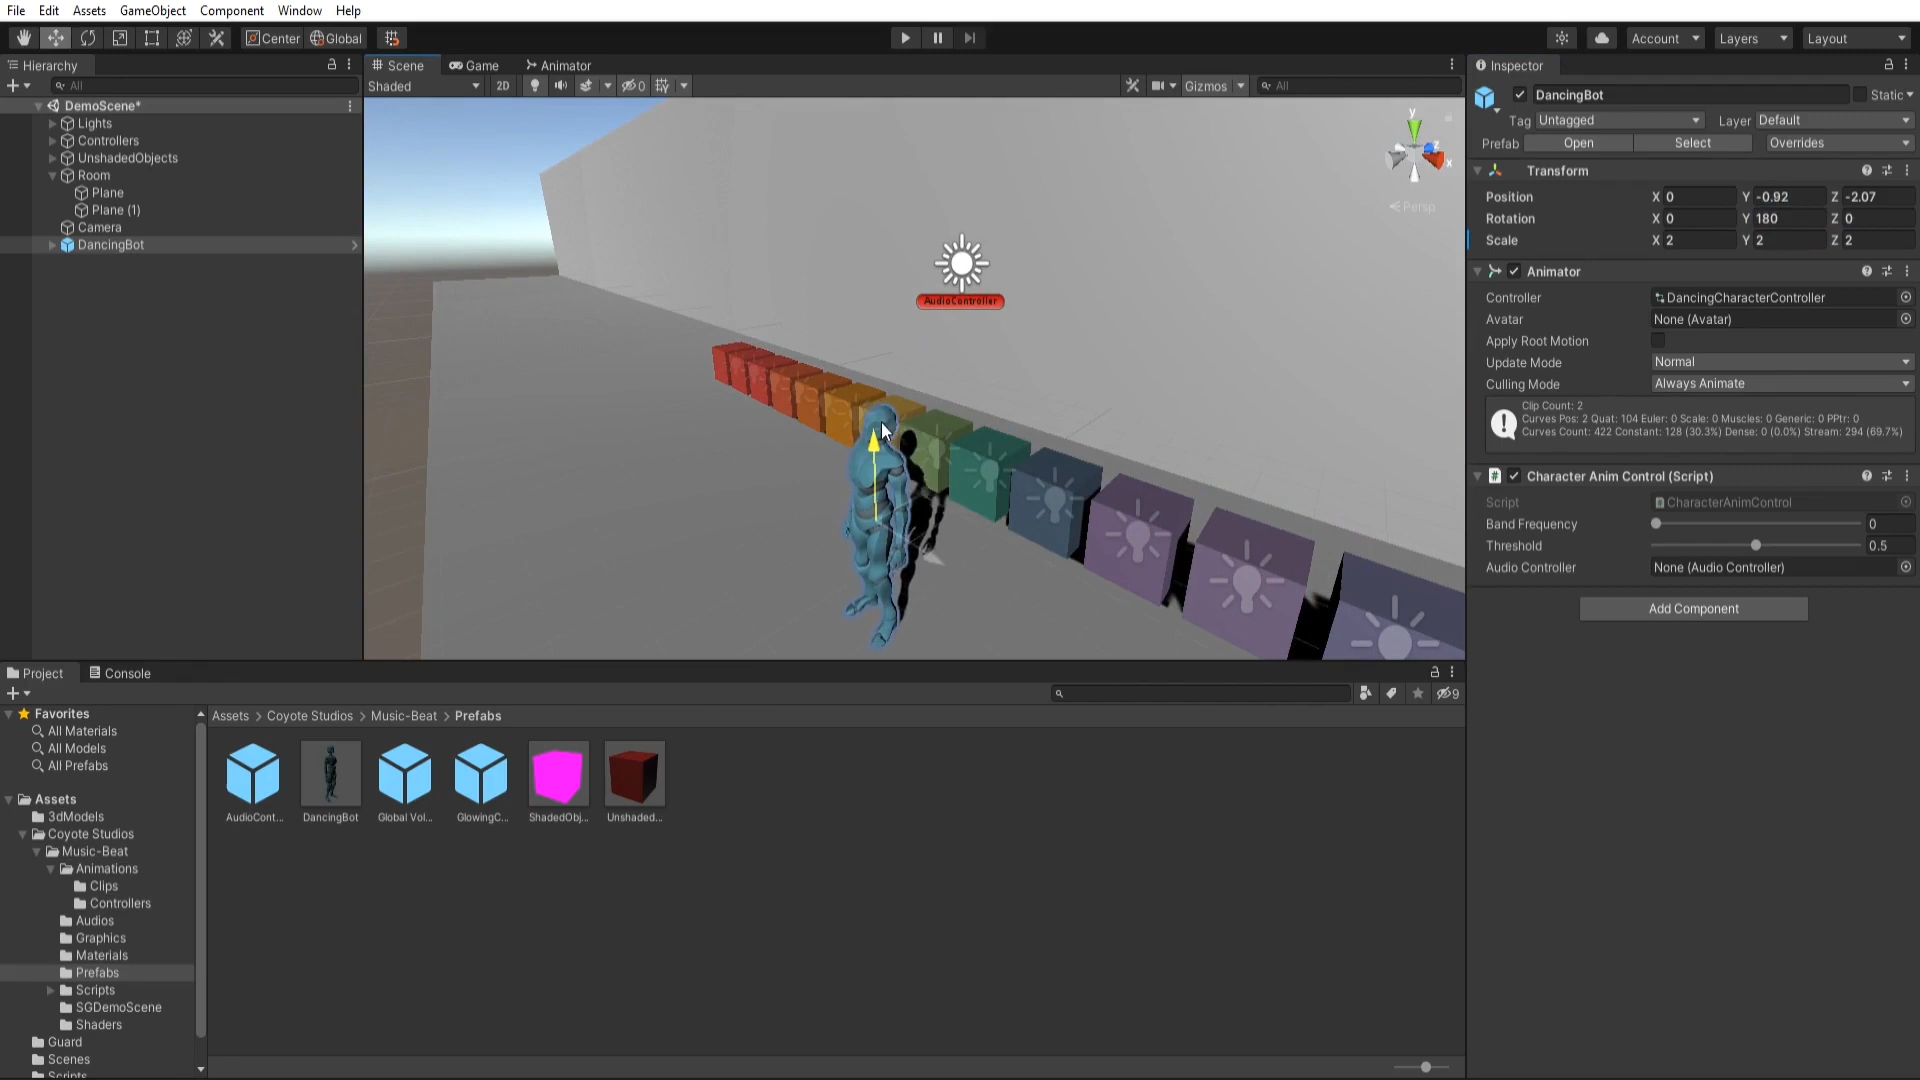 File Edit Assets GameObject Component Window Help
Center Global Account Layers Layout
Hierarchy
All
DemoScene*
Lights
Controllers
UnshadedObjects
Room
Plane
Plane (1)
Camera
DancingBot
Scene Game Animator
Shaded 2D 0 Gizmos All
y
z
x
Persp
AudioController
Inspector
DancingBot Static
Tag Untagged Layer Default
Prefab Open Select Overrides
Transform
Position X 0 Y -0.92 Z -2.07
Rotation X 0 Y 180 Z 0
Scale X 2 Y 2 Z 2
Animator
Controller DancingCharacterController
Avatar None (Avatar)
Apply Root Motion
Update Mode Normal
Culling Mode Always Animate
Clip Count: 2
Curves Pos: 2 Quat: 104 Euler: 0 Scale: 0 Muscles: 0 Generic: 0 PPtr: 0
Curves Count: 422 Constant: 128 (30.3%) Dense: 0 (0.0%) Stream: 294 (69.7%)
# Character Anim Control (Script)
Script CharacterAnimControl
Band Frequency 0
Threshold 0.5
Audio Controller None (Audio Controller)
Add Component
Project Console
9
Favorites
All Materials
All Models
All Prefabs
Assets
3dModels
Coyote Studios
Music-Beat
Animations
Clips
Controllers
Audios
Graphics
Materials
Prefabs
Scripts
SGDemoScene
Shaders
Guard
Scenes
Scripts
Assets > Coyote Studios > Music-Beat > Prefabs
AudioCont... DancingBot Global Vol... GlowingC... ShadedObj... Unshaded...